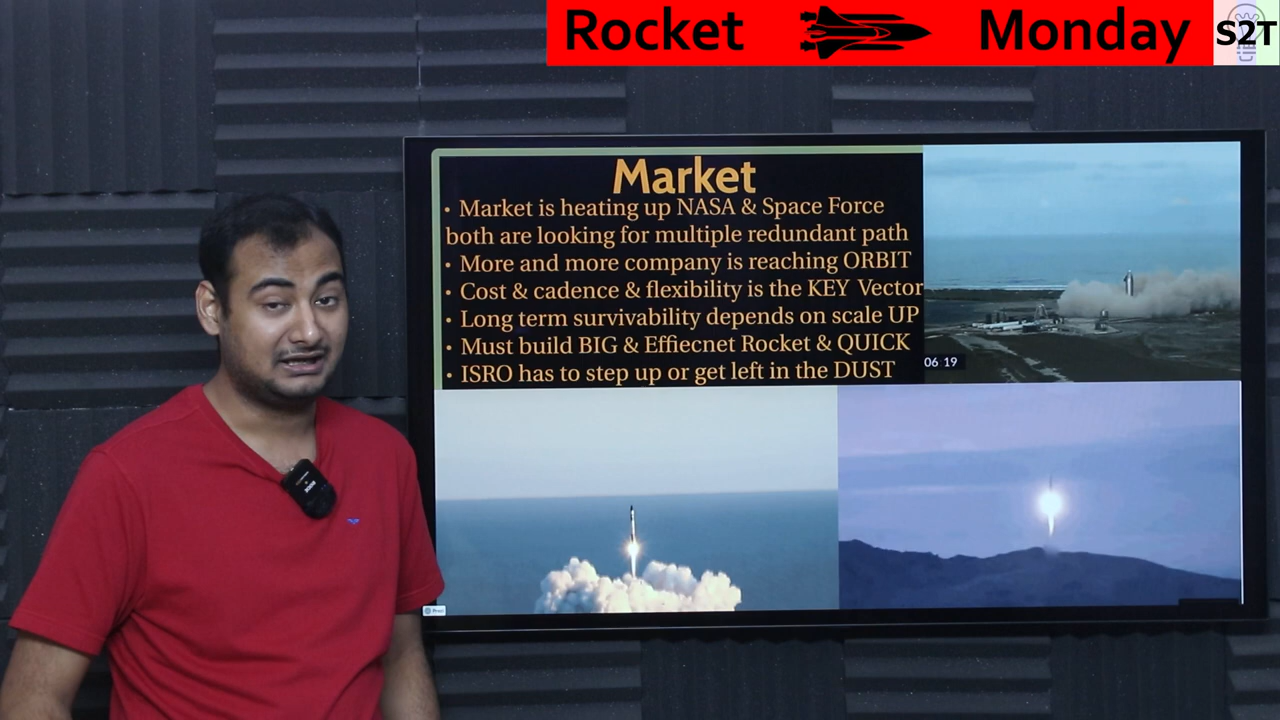 Rocket Monday S2T
Market
• Market is heating up NASA & Space Force
both are looking for multiple redundant path
• More and more company is reaching ORBIT
• Cost & cadence & flexibility is the KEY Vector
• Long term survivability depends on scale UP
• Must build BIG & Effiecnet Rocket & QUICK
• ISRO has to step up or get left in the DUST
06 19